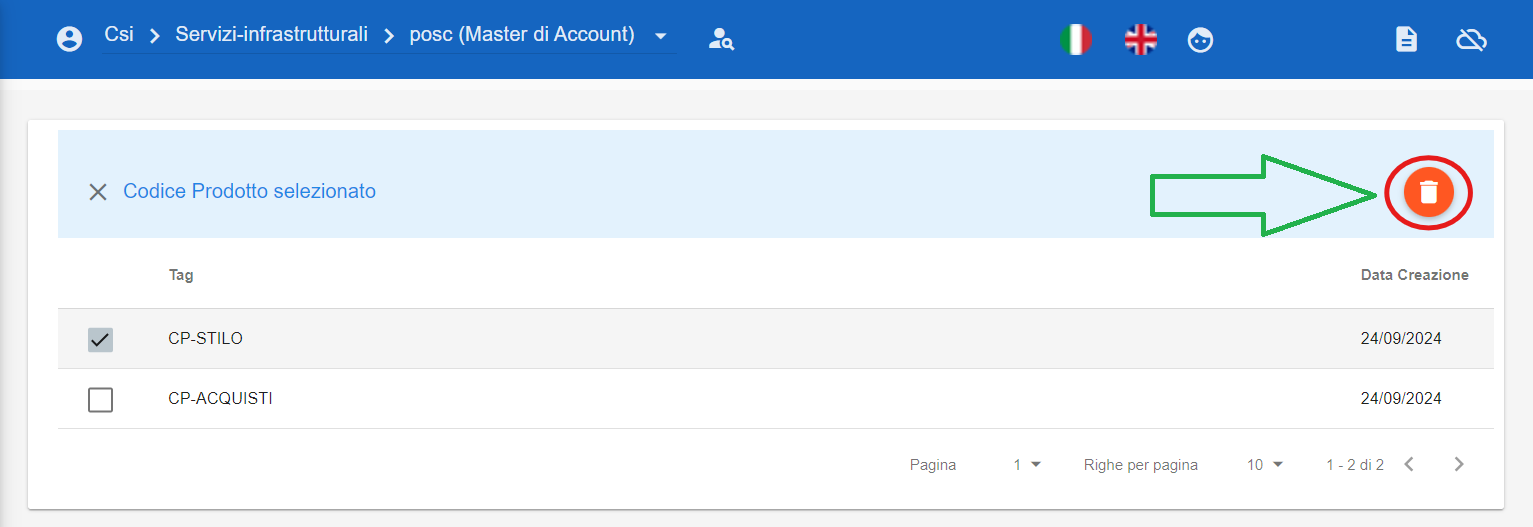 Csi Servizi-infrastrutturali posc (Master di Account)
Codice Prodotto selezionato
Tag Data Creazione
CP-STILO 24/09/2024
CP-ACQUISTI 24/09/2024
Pagina 1 Righe per pagina 10 1 - 2 di 2